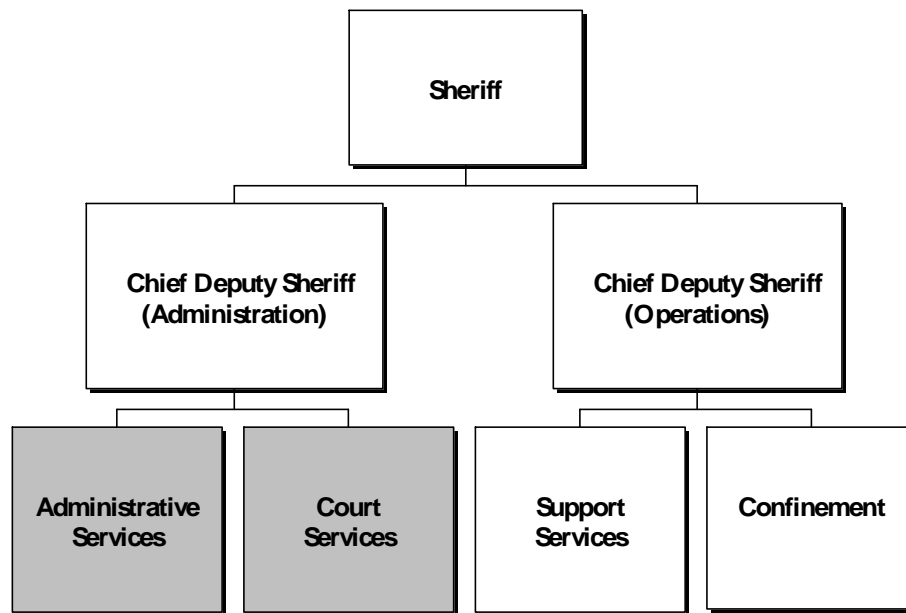 Sheriff
Chief Deputy Sheriff
(Administration)
Chief Deputy Sheriff
(Operations)
Administrative
Services
Court
Services
Support
Services
Confinement